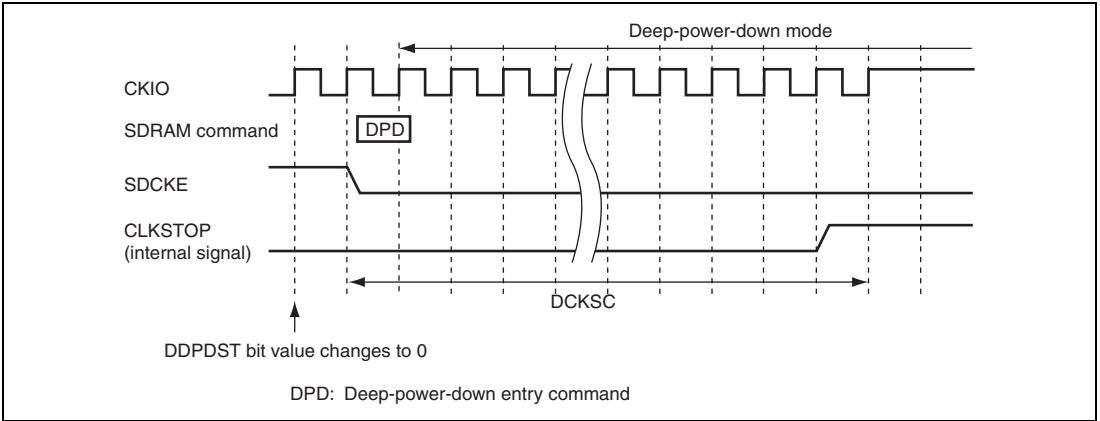 Deep-power-down mode
CKIO
SDRAM command
DPD
SDCKE
CLKSTOP
(internal signal)
DCKSC
DDPDST bit value changes to 0
DPD: Deep-power-down entry command